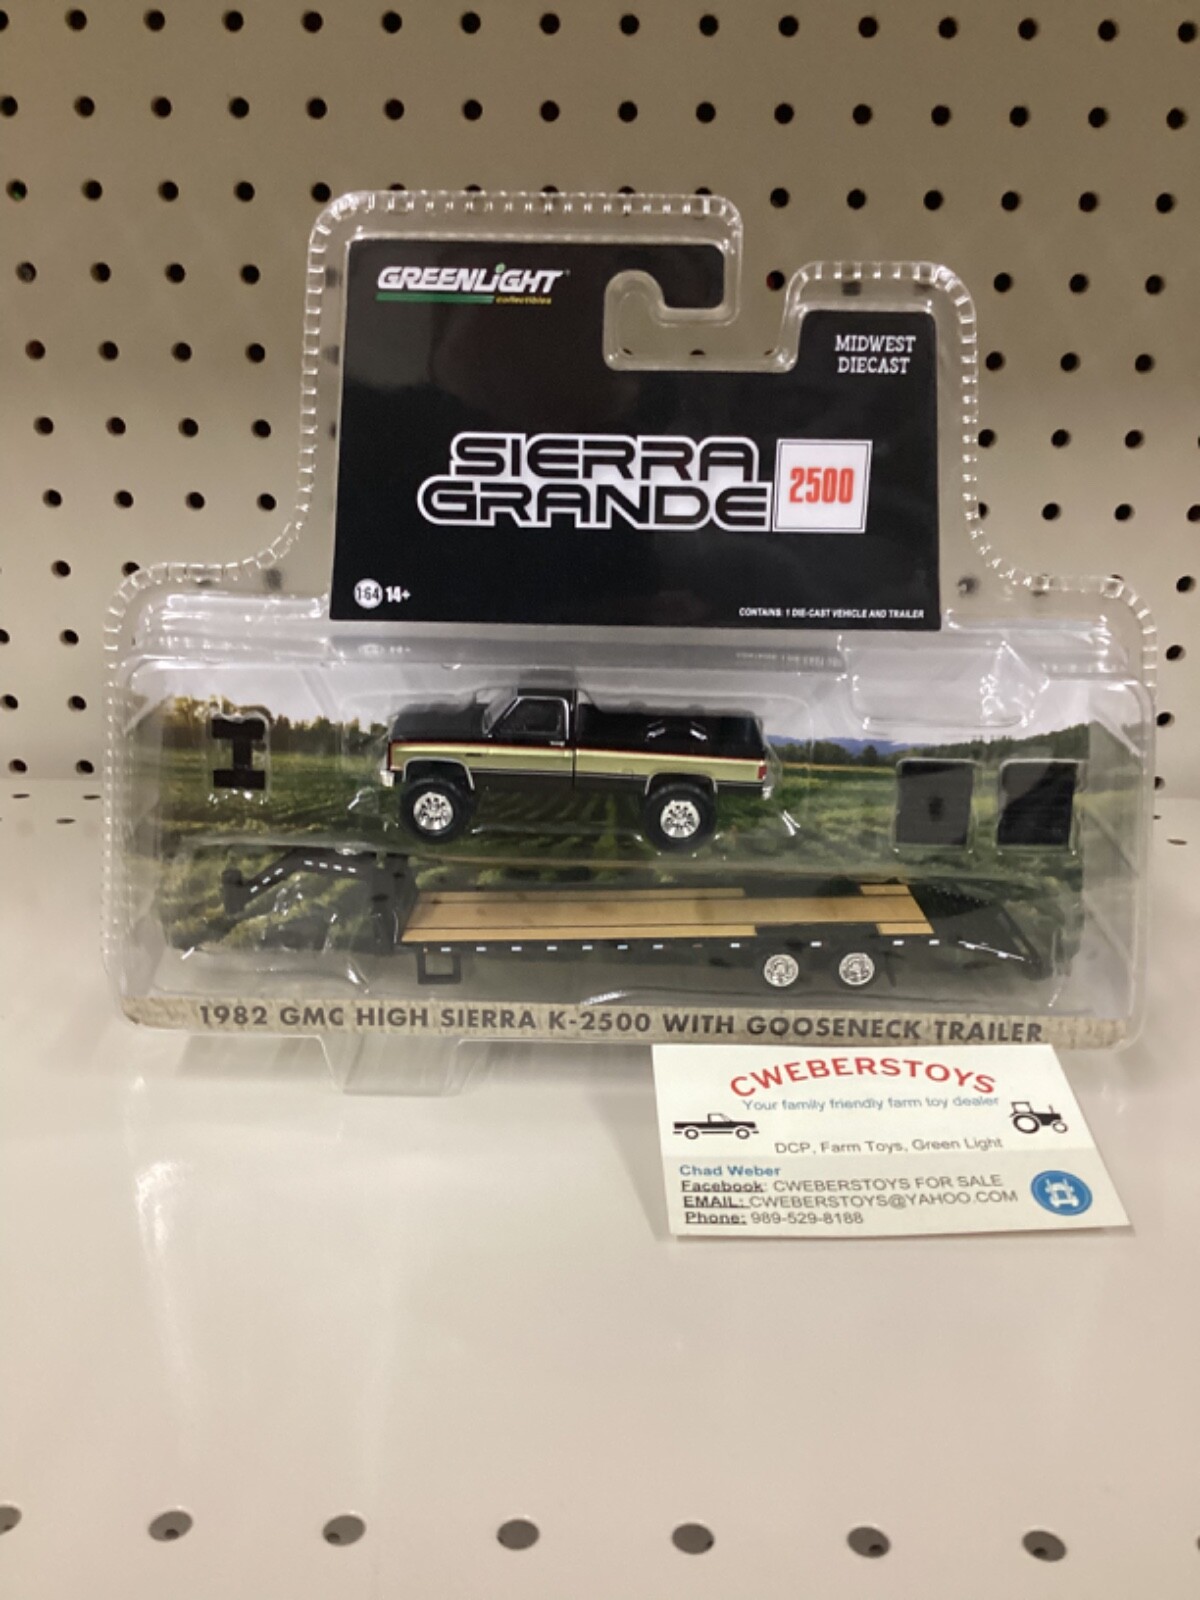 GREENLiGHT
collectibles
MIDWEST
DIECAST
SIERRA
GRANDE 2500
1:64 14+
CONTAINS: 1 DIE-CAST VEHICLE AND TRAILER
1982 GMC HIGH SIERRA K-2500 WITH GOOSENECK TRAILER
CWEBERSTOYS
Your family friendly farm toy dealer
DCP, Farm Toys, Green Light
Chad Weber
Facebook: CWEBERSTOYS FOR SALE
EMAIL: CWEBERSTOYS@YAHOO.COM
Phone: 989-529-8188